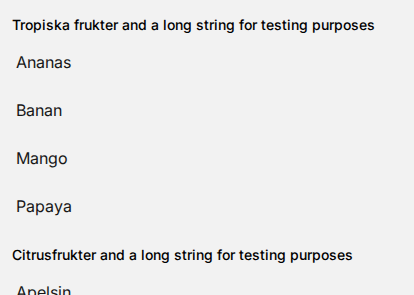 Tropiska frukter and a long string for testing purposes
Ananas
Banan
Mango
Papaya
Citrusfrukter and a long string for testing purposes
Apelsin